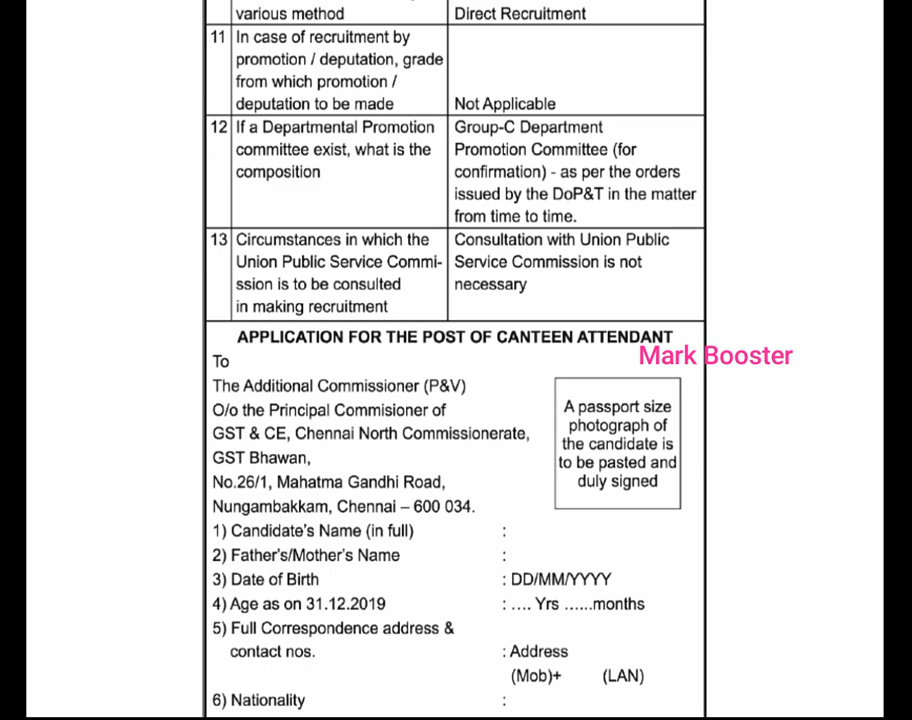 various method
Direct Recruitment
11 In case of recruitment by
promotion / deputation, grade
from which promotion /
deputation to be made
Not Applicable
12 If a Departmental Promotion
committee exist, what is the
composition
Group-C Department
Promotion Committee (for
confirmation) - as per the orders
issued by the DoP&T in the matter
from time to time.
13 Circumstances in which the
Union Public Service Commi-
ssion is to be consulted
in making recruitment
Consultation with Union Public
Service Commission is not
necessary
APPLICATION FOR THE POST OF CANTEEN ATTENDANT
Mark Booster
To
The Additional Commissioner (P&V)
O/o the Principal Commisioner of
GST & CE, Chennai North Commissionerate,
GST Bhawan,
No.26/1, Mahatma Gandhi Road,
Nungambakkam, Chennai – 600 034.
A passport size
photograph of
the candidate is
to be pasted and
duly signed
1) Candidate's Name (in full) :
2) Father's/Mother's Name :
3) Date of Birth : DD/MM/YYYY
4) Age as on 31.12.2019 : .... Yrs ......months
5) Full Correspondence address &
contact nos. : Address
(Mob)+ (LAN)
6) Nationality :